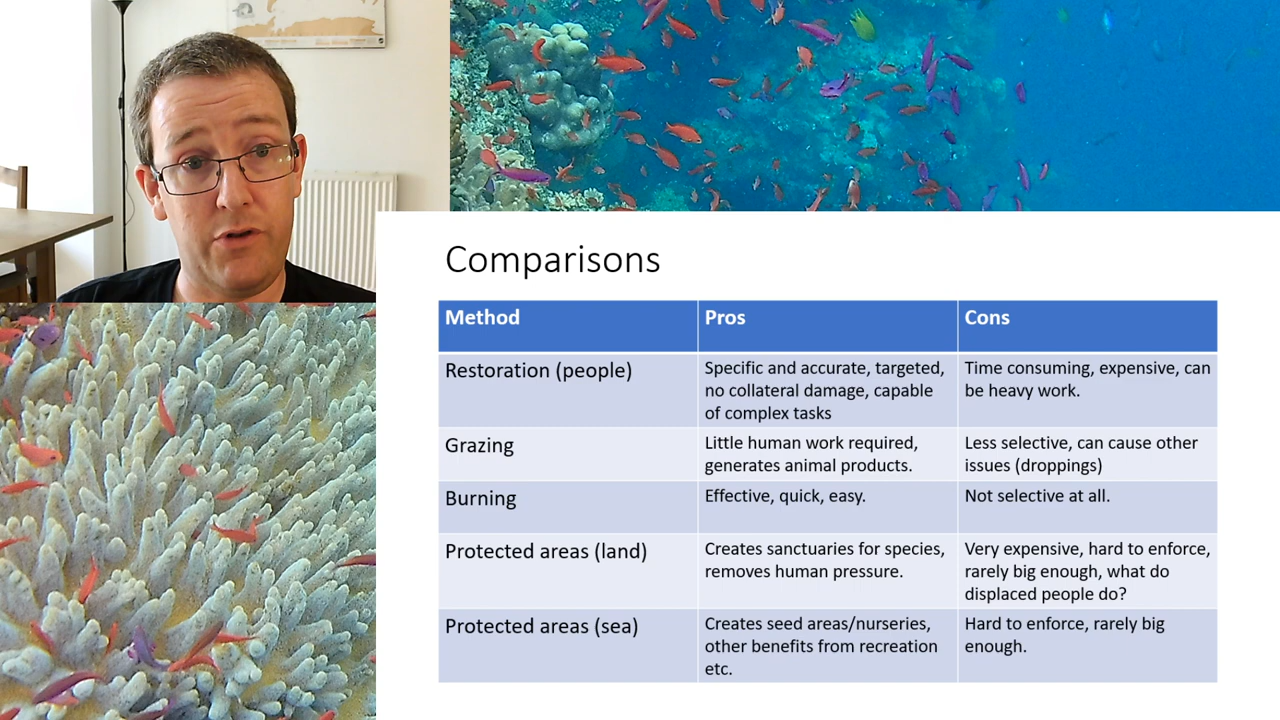 Comparisons
Method Pros Cons
Restoration (people)
Specific and accurate, targeted,
no collateral damage, capable
of complex tasks
Time consuming, expensive, can
be heavy work.
Grazing
Little human work required,
generates animal products.
Less selective, can cause other
issues (droppings)
Burning
Effective, quick, easy.
Not selective at all.
Protected areas (land)
Creates sanctuaries for species,
removes human pressure.
Very expensive, hard to enforce,
rarely big enough, what do
displaced people do?
Protected areas (sea)
Creates seed areas/nurseries,
other benefits from recreation
etc.
Hard to enforce, rarely big
enough.